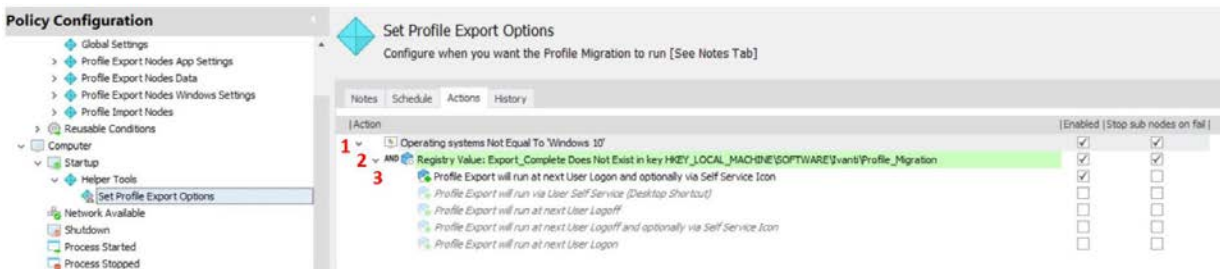 Policy Configuration
Global Settings
Profile Export Nodes App Settings
Profile Export Nodes Data
Profile Export Nodes Windows Settings
Profile Import Nodes
Reusable Conditions
Computer
Startup
Helper Tools
Set Profile Export Options
Network Available
Shutdown
Process Started
Process Stopped
Set Profile Export Options
Configure when you want the Profile Migration to run [See Notes Tab]
Notes Schedule Actions History
|Action |Enabled |Stop sub nodes on fail|
1 Operating systems Not Equal To 'Windows 10'
2 AND Registry Value: Export_Complete Does Not Exist in key HKEY_LOCAL_MACHINE\SOFTWARE\Ivanti\Profile_Migration
3 Profile Export will run at next User Logon and optionally via Self Service Icon
Profile Export will run via User Self Service (Desktop Shortcut)
Profile Export will run at next User Logoff
Profile Export will run at next User Logoff and optionally via Self Service Icon
Profile Export will run at next User Logon